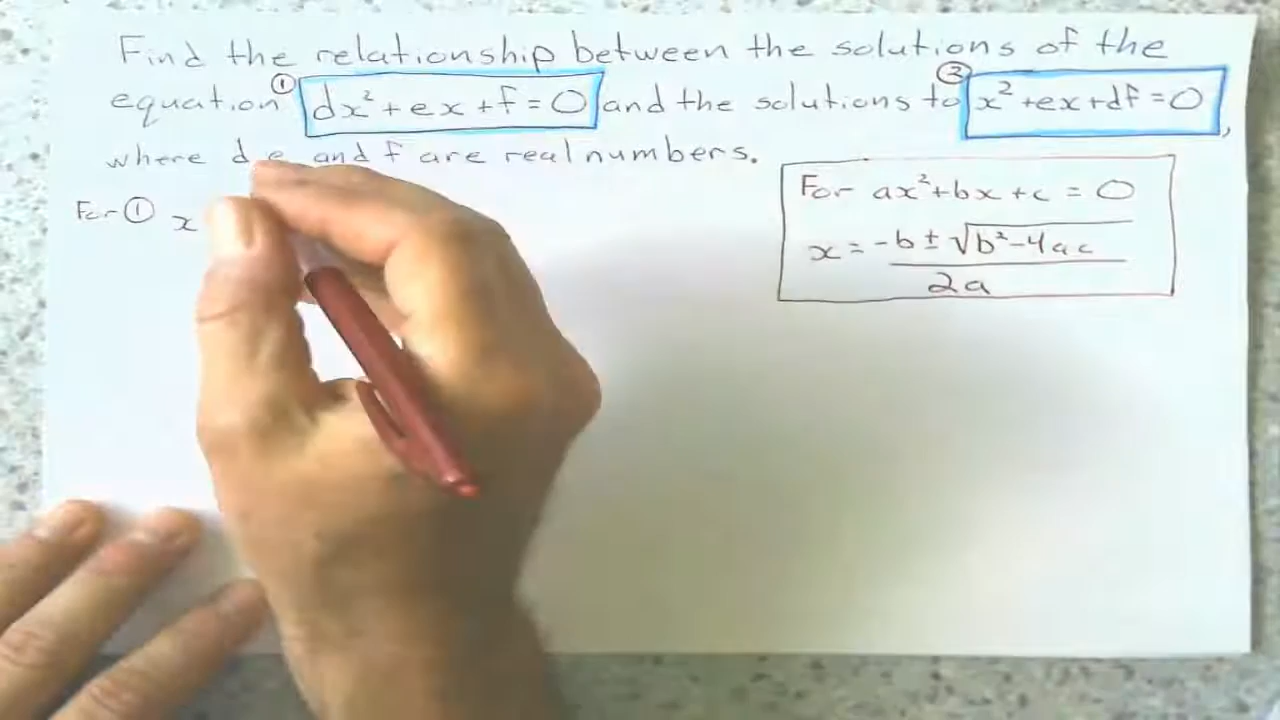 Find the relationship between the solutions of the
equation ① dx²+ex+f=0 and the solutions to ② x²+ex+df=0,
where d, e, and f are real numbers.
For ax²+bx+c=0
x = -b±√b²-4ac
2a
For ① x